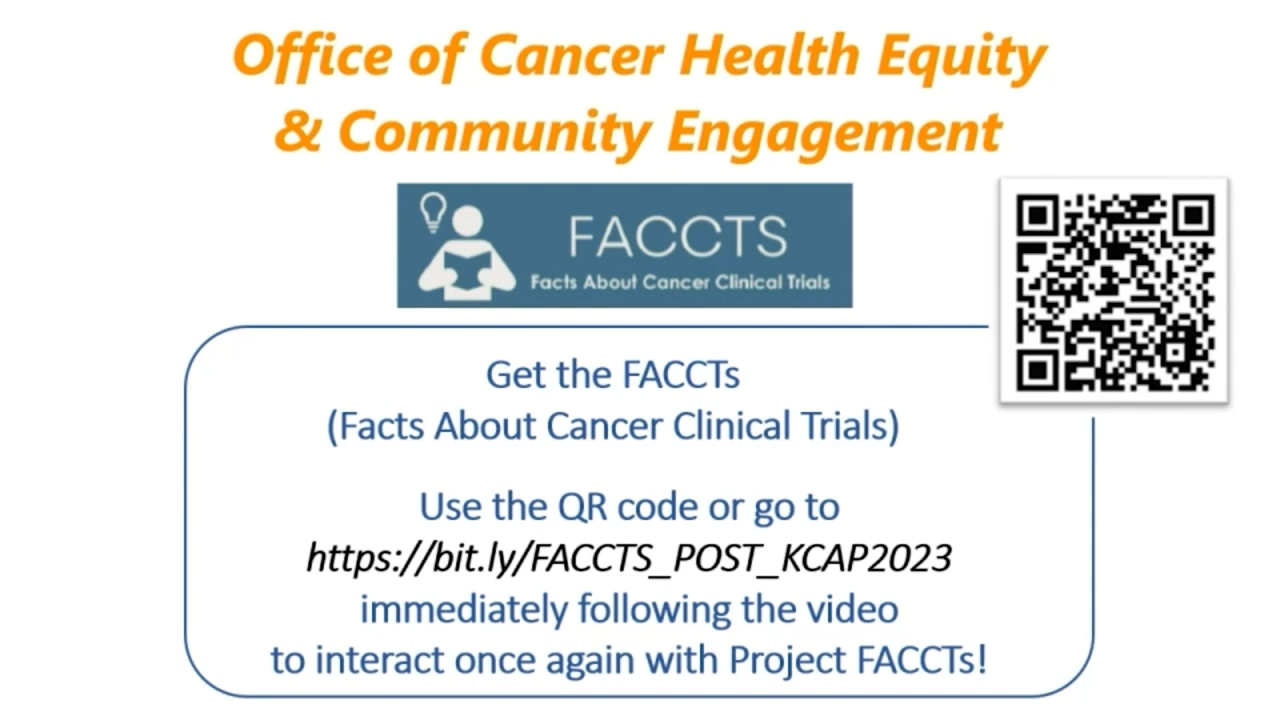 Office of Cancer Health Equity
& Community Engagement
FACCTS
Facts About Cancer Clinical Trials
Get the FACCTs
(Facts About Cancer Clinical Trials)
Use the QR code or go to
https://bit.ly/FACCTS_POST_KCAP2023
immediately following the video
to interact once again with Project FACCTs!